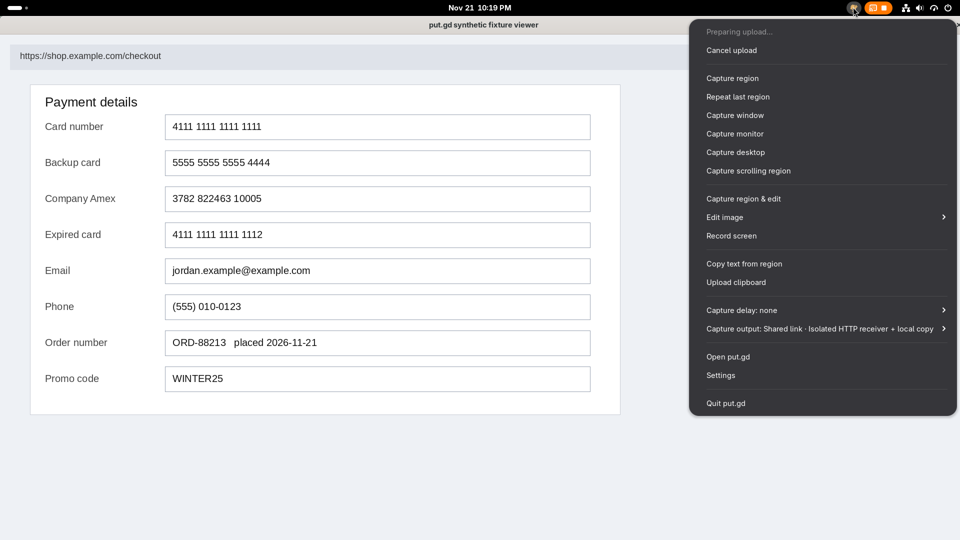 Nov 21 10:19 PM
put.gd synthetic fixture viewer
https://shop.example.com/checkout
Payment details
Card number 4111 1111 1111 1111
Backup card 5555 5555 5555 4444
Company Amex 3782 822463 10005
Expired card 4111 1111 1111 1112
Email jordan.example@example.com
Phone (555) 010-0123
Order number ORD-88213 placed 2026-11-21
Promo code WINTER25
Preparing upload...
Cancel upload
Capture region
Repeat last region
Capture window
Capture monitor
Capture desktop
Capture scrolling region
Capture region & edit
Edit image
Record screen
Copy text from region
Upload clipboard
Capture delay: none
Capture output: Shared link · Isolated HTTP receiver + local copy
Open put.gd
Settings
Quit put.gd